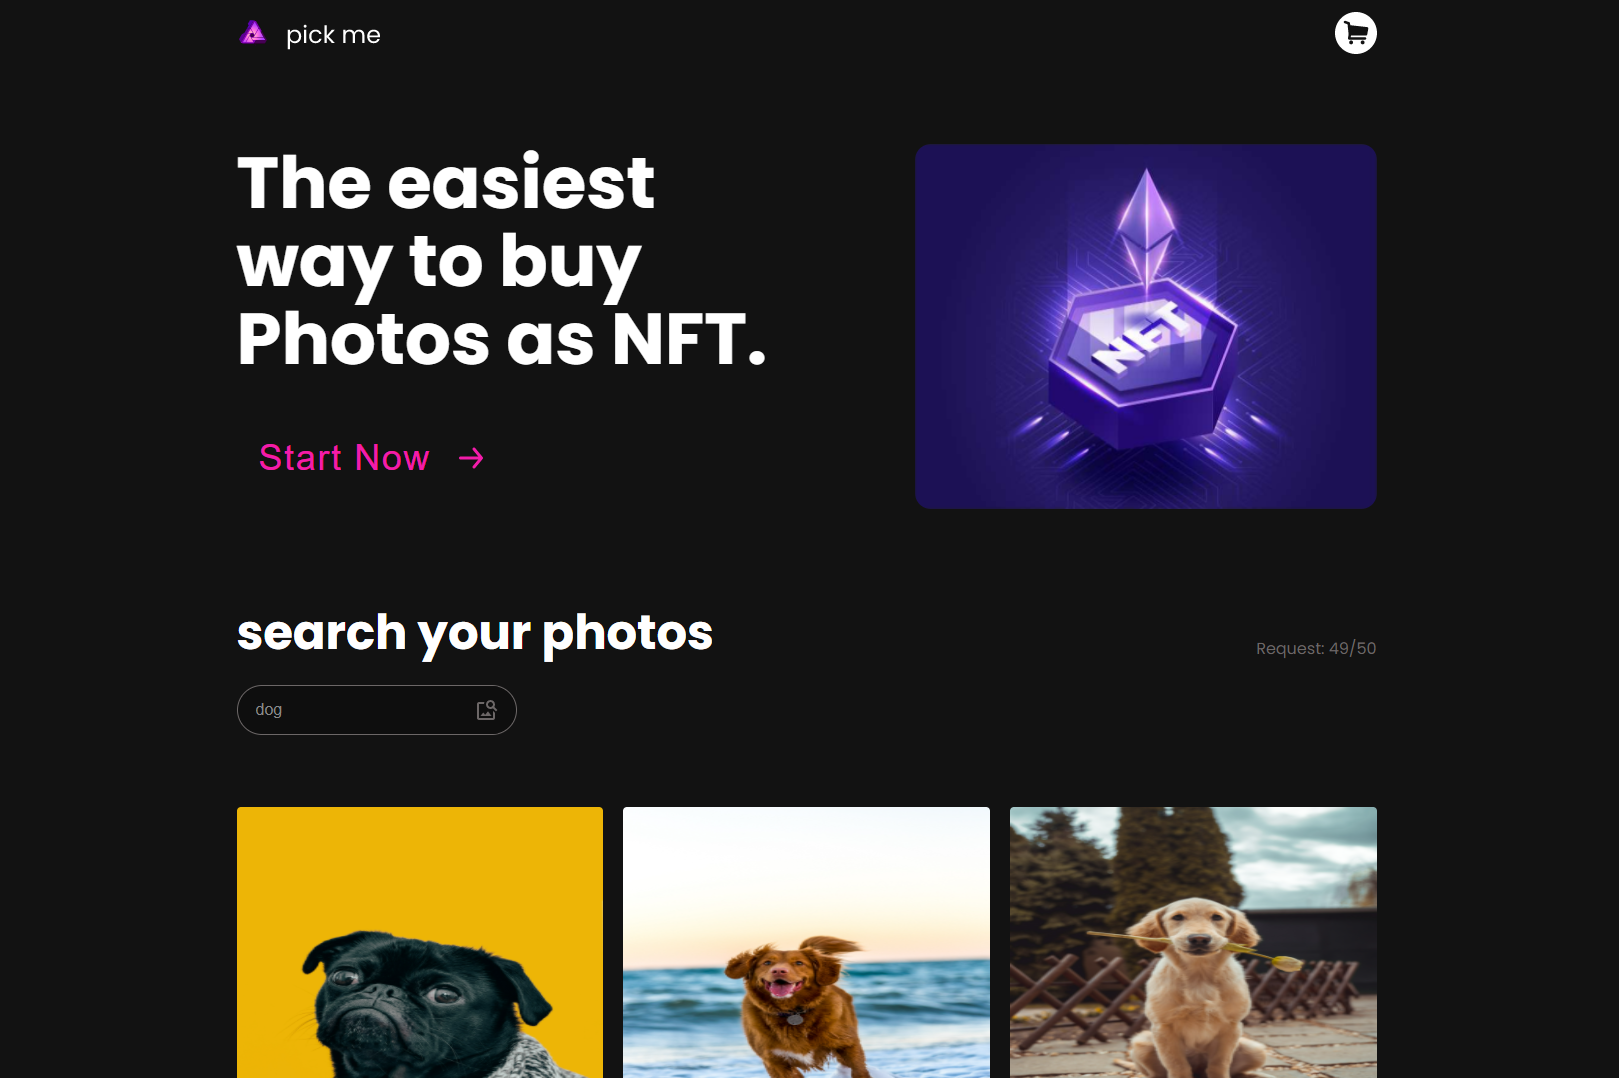 pick me
The easiest
way to buy
Photos as NFT.
Start Now
NFT
search your photos
Request: 49/50
dog